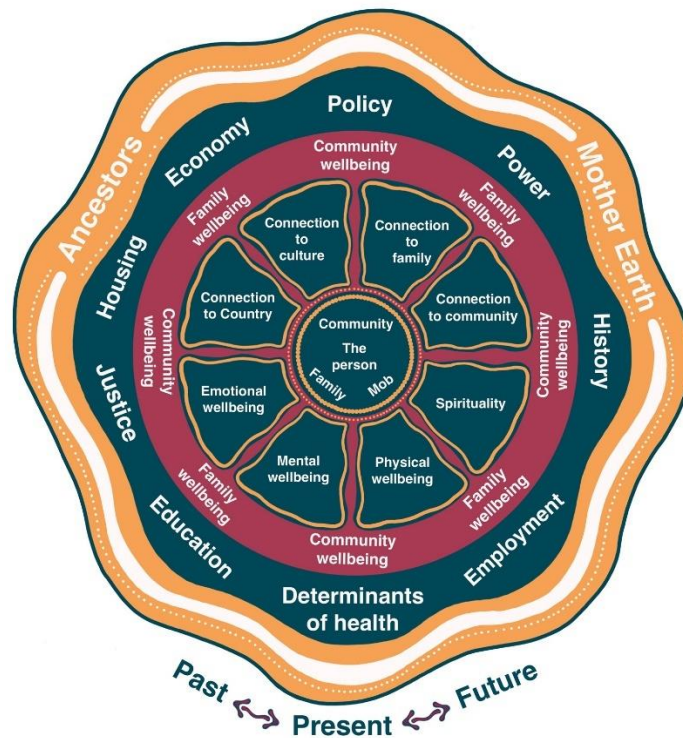 Ancestors
Mother Earth
Policy
Power
History
Employment
Determinants
of health
Education
Justice
Housing
Economy
Community
wellbeing
Family
wellbeing
Community
wellbeing
Family
wellbeing
Community
wellbeing
Family
wellbeing
Community
wellbeing
Family
wellbeing
Connection
to
culture
Connection
to
family
Connection
to community
Spirituality
Physical
wellbeing
Mental
wellbeing
Emotional
wellbeing
Connection
to Country
Community
The
person
Family
Mob
Past
Present
Future